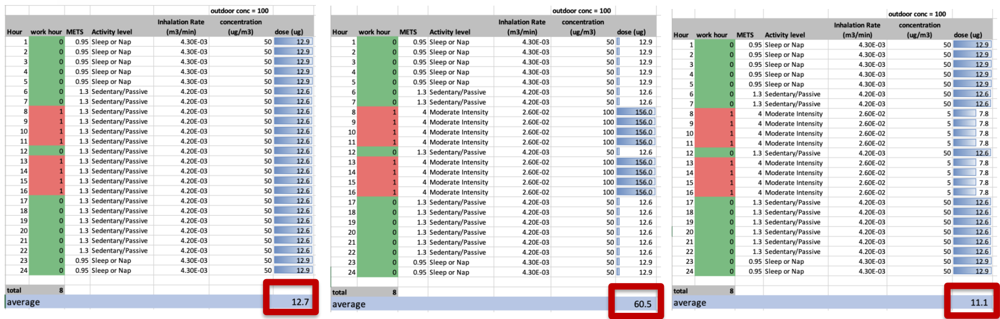 outdoor conc = 100
Inhalation Rate concentration
Hour work hour METS Activity level (m3/min) (ug/m3) dose (ug)
1 0 0.95 Sleep or Nap 4.30E-03 50 12.9
2 0 0.95 Sleep or Nap 4.30E-03 50 12.9
3 0 0.95 Sleep or Nap 4.30E-03 50 12.9
4 0 0.95 Sleep or Nap 4.30E-03 50 12.9
5 0 0.95 Sleep or Nap 4.30E-03 50 12.9
6 0 1.3 Sedentary/Passive 4.20E-03 50 12.6
7 0 1.3 Sedentary/Passive 4.20E-03 50 12.6
8 1 1.3 Sedentary/Passive 4.20E-03 50 12.6
9 1 1.3 Sedentary/Passive 4.20E-03 50 12.6
10 1 1.3 Sedentary/Passive 4.20E-03 50 12.6
11 1 1.3 Sedentary/Passive 4.20E-03 50 12.6
12 0 1.3 Sedentary/Passive 4.20E-03 50 12.6
13 1 1.3 Sedentary/Passive 4.20E-03 50 12.6
14 1 1.3 Sedentary/Passive 4.20E-03 50 12.6
15 1 1.3 Sedentary/Passive 4.20E-03 50 12.6
16 1 1.3 Sedentary/Passive 4.20E-03 50 12.6
17 0 1.3 Sedentary/Passive 4.20E-03 50 12.6
18 0 1.3 Sedentary/Passive 4.20E-03 50 12.6
19 0 1.3 Sedentary/Passive 4.20E-03 50 12.6
20 0 1.3 Sedentary/Passive 4.20E-03 50 12.6
21 0 1.3 Sedentary/Passive 4.20E-03 50 12.6
22 0 1.3 Sedentary/Passive 4.20E-03 50 12.6
23 0 0.95 Sleep or Nap 4.30E-03 50 12.9
24 0 0.95 Sleep or Nap 4.30E-03 50 12.9
total 8
average 12.7
outdoor conc = 100
Inhalation Rate concentration
Hour work hour METS Activity level (m3/min) (ug/m3) dose (ug)
1 0 0.95 Sleep or Nap 4.30E-03 50 12.9
2 0 0.95 Sleep or Nap 4.30E-03 50 12.9
3 0 0.95 Sleep or Nap 4.30E-03 50 12.9
4 0 0.95 Sleep or Nap 4.30E-03 50 12.9
5 0 0.95 Sleep or Nap 4.30E-03 50 12.9
6 0 1.3 Sedentary/Passive 4.20E-03 50 12.6
7 0 1.3 Sedentary/Passive 4.20E-03 50 12.6
8 1 4 Moderate Intensity 2.60E-02 100 156.0
9 1 4 Moderate Intensity 2.60E-02 100 156.0
10 1 4 Moderate Intensity 2.60E-02 100 156.0
11 1 4 Moderate Intensity 2.60E-02 100 156.0
12 0 1.3 Sedentary/Passive 4.20E-03 50 12.6
13 1 4 Moderate Intensity 2.60E-02 100 156.0
14 1 4 Moderate Intensity 2.60E-02 100 156.0
15 1 4 Moderate Intensity 2.60E-02 100 156.0
16 1 4 Moderate Intensity 2.60E-02 100 156.0
17 0 1.3 Sedentary/Passive 4.20E-03 50 12.6
18 0 1.3 Sedentary/Passive 4.20E-03 50 12.6
19 0 1.3 Sedentary/Passive 4.20E-03 50 12.6
20 0 1.3 Sedentary/Passive 4.20E-03 50 12.6
21 0 1.3 Sedentary/Passive 4.20E-03 50 12.6
22 0 1.3 Sedentary/Passive 4.20E-03 50 12.6
23 0 0.95 Sleep or Nap 4.30E-03 50 12.9
24 0 0.95 Sleep or Nap 4.30E-03 50 12.9
total 8
average 60.5
outdoor conc = 100
Inhalation Rate concentration
Hour work hour METS Activity level (m3/min) (ug/m3) dose (ug)
1 0 0.95 Sleep or Nap 4.30E-03 50 12.9
2 0 0.95 Sleep or Nap 4.30E-03 50 12.9
3 0 0.95 Sleep or Nap 4.30E-03 50 12.9
4 0 0.95 Sleep or Nap 4.30E-03 50 12.9
5 0 0.95 Sleep or Nap 4.30E-03 50 12.9
6 0 1.3 Sedentary/Passive 4.20E-03 50 12.6
7 0 1.3 Sedentary/Passive 4.20E-03 50 12.6
8 1 4 Moderate Intensity 2.60E-02 5 7.8
9 1 4 Moderate Intensity 2.60E-02 5 7.8
10 1 4 Moderate Intensity 2.60E-02 5 7.8
11 1 4 Moderate Intensity 2.60E-02 5 7.8
12 0 1.3 Sedentary/Passive 4.20E-03 50 12.6
13 1 4 Moderate Intensity 2.60E-02 5 7.8
14 1 4 Moderate Intensity 2.60E-02 5 7.8
15 1 4 Moderate Intensity 2.60E-02 5 7.8
16 1 4 Moderate Intensity 2.60E-02 5 7.8
17 0 1.3 Sedentary/Passive 4.20E-03 50 12.6
18 0 1.3 Sedentary/Passive 4.20E-03 50 12.6
19 0 1.3 Sedentary/Passive 4.20E-03 50 12.6
20 0 1.3 Sedentary/Passive 4.20E-03 50 12.6
21 0 1.3 Sedentary/Passive 4.20E-03 50 12.6
22 0 1.3 Sedentary/Passive 4.20E-03 50 12.6
23 0 0.95 Sleep or Nap 4.30E-03 50 12.9
24 0 0.95 Sleep or Nap 4.30E-03 50 12.9
total 8
average 11.1